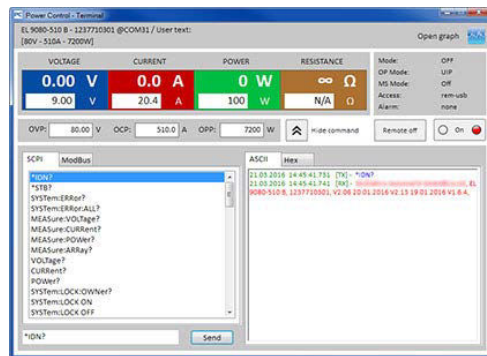 Power Control - Terminal
EL 9080-510 B - 1237710301 @COM31 / User text:
[80V - 510A - 7200W]
Open graph
VOLTAGE CURRENT POWER RESISTANCE
0.00 V 0.0 A 0 W ∞ Ω
9.00 V 20.4 A 100 W N/A Ω
Mode: OFF
OP Mode: UIP
MS Mode: Off
Access: rem-usb
Alarm: none
OVP: 80.00 V OCP: 510.0 A OPP: 7200 W Hide command Remote off On
SCPI ModBus
*IDN?
*STB?
SYSTem:ERRor?
SYSTem:ERRor:ALL?
MEASure:VOLTage?
MEASure:CURRent?
MEASure:POWer?
MEASure:ARRay?
VOLTage?
CURRent?
POWer?
SYSTem:LOCK:OWNer?
SYSTem:LOCK ON
SYSTem:LOCK OFF
*IDN? Send
ASCII Hex
21.03.2016 14:45:41.731 [TX] - *IDN?
21.03.2016 14:45:41.741 [RX] - EL
9080-510 B, 1237710301, V2.06 20.01.2016 V2.13 19.01.2016 V1.6.4,